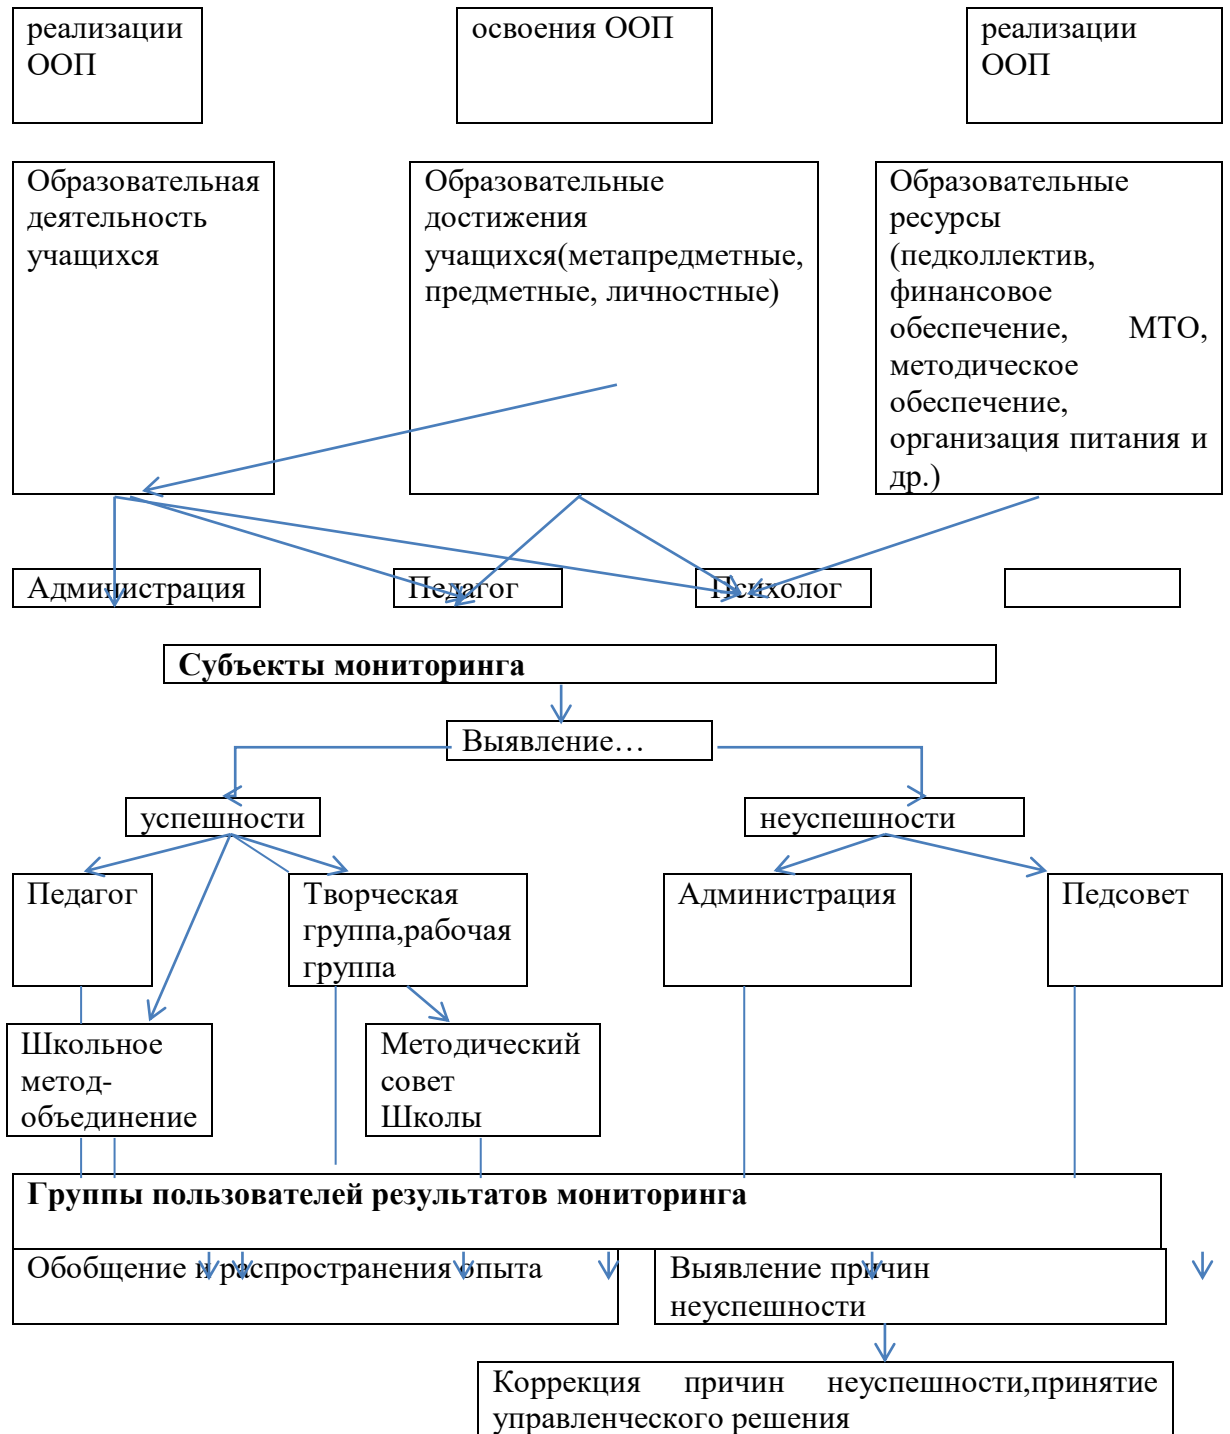 реализации
ООП
освоения ООП
реализации
ООП
Образовательная
деятельность
учащихся
Образовательные
достижения
учащихся(метапредметные,
предметные, личностные)
Образовательные
ресурсы
(педколлектив,
финансовое
обеспечение, МТО,
методическое
обеспечение,
организация питания и
др.)
Администрация
Педагог
Психолог
Субъекты мониторинга
Выявление…
успешности
неуспешности
Педагог
Творческая
группа,рабочая
группа
Администрация
Педсовет
Школьное
метод-
объединение
Методический
совет
Школы
Группы пользователей результатов мониторинга
Обобщение и распространения опыта
Выявление причин
неуспешности
Коррекция причин неуспешности,принятие
управленческого решения